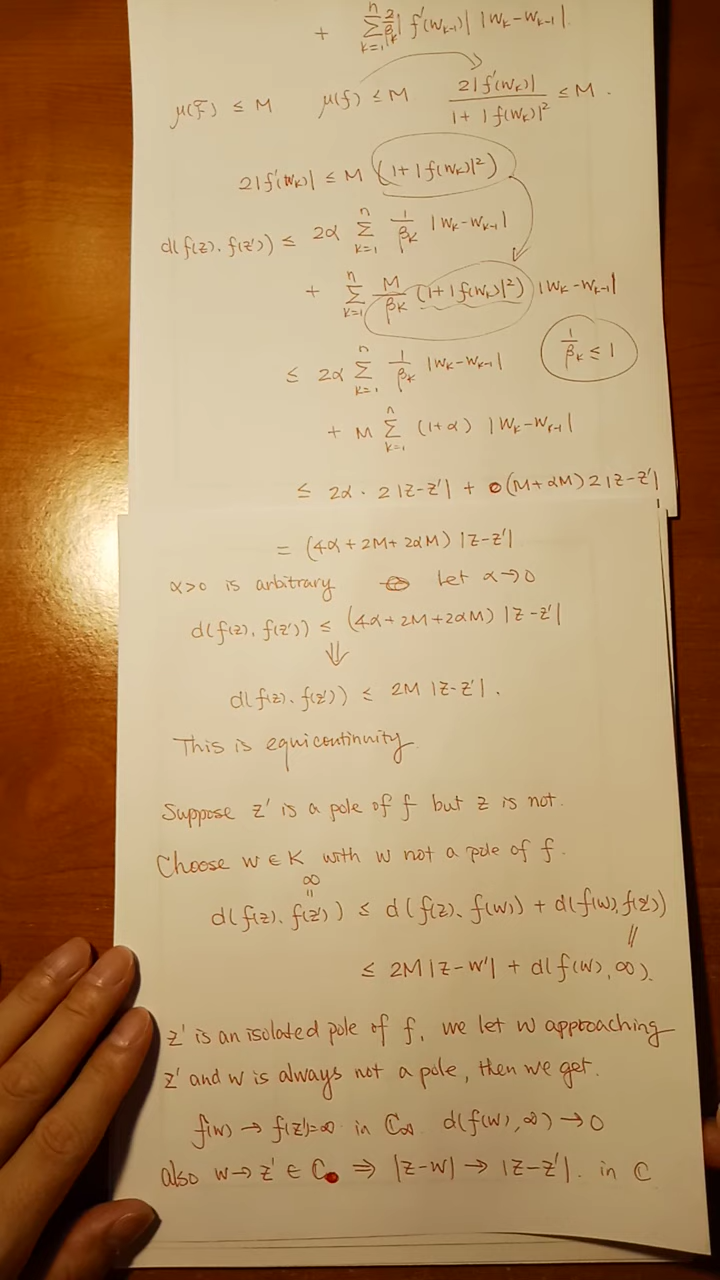 + Σ_{k=1}^{n} 2/β_k |f'(w_{k-1})| |w_k - w_{k-1}|.
μ(F) ≤ M μ(f) ≤ M 2|f'(w_k)| / (1 + |f(w_k)|²) ≤ M.
2|f'(w_k)| ≤ M (1+|f(w_k)|²)
d(f(z), f(z')) ≤ 2α Σ_{k=1}^{n} 1/β_k |w_k - w_{k-1}|
+ Σ_{k=1}^{n} M/β_k (1+|f(w_k)|²) |w_k - w_{k-1}|
≤ 2α Σ_{k=1}^{n} 1/β_k |w_k - w_{k-1}| 1/β_k ≤ 1
+ M Σ_{k=1}^{n} (1+α) |w_k - w_{k-1}|
≤ 2α · 2|z-z'| + (M+αM) 2|z-z'|
= (4α+2M+2αM) |z-z'|
α>0 is arbitrary Let α→0
d(f(z), f(z')) ≤ (4α+2M+2αM) |z-z'|
⇓
d(f(z), f(z')) ≤ 2M |z-z'|.
This is equicontinuity.
Suppose z' is a pole of f but z is not.
Choose w ∈ K with w not a pole of f.
∞
=
d(f(z), f(z')) ≤ d(f(z), f(w)) + d(f(w), f(z'))
=
≤ 2M|z-w'| + d(f(w), ∞).
z' is an isolated pole of f, we let w approaching
z' and w is always not a pole, then we get.
f(w) → f(z')=∞ in C∞ d(f(w), ∞) → 0
also w→ z' ∈ C ⇒ |z-w| → |z-z'|. in C